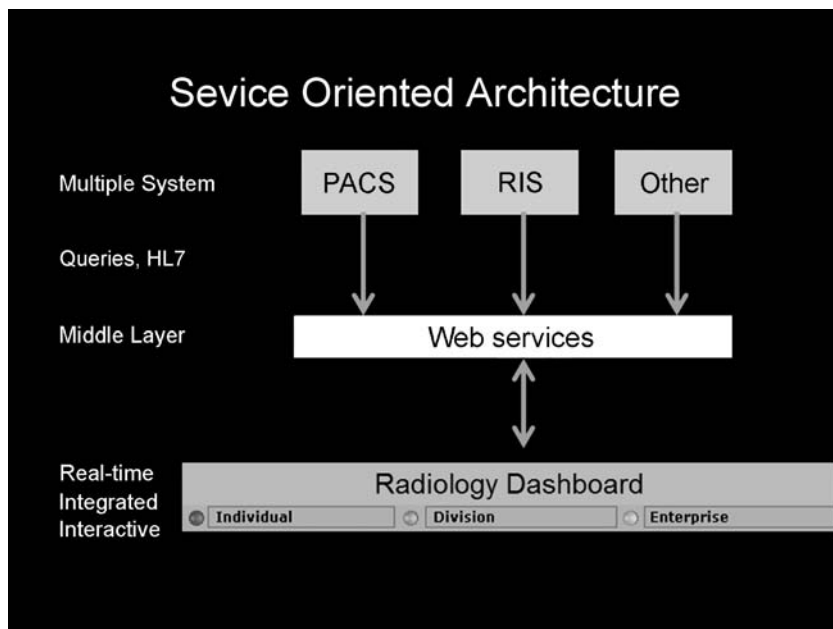 Sevice Oriented Architecture
Multiple System
PACS
RIS
Other
Queries, HL7
Middle Layer
Web services
Real-time
Integrated
Interactive
Radiology Dashboard
Individual
Division
Enterprise